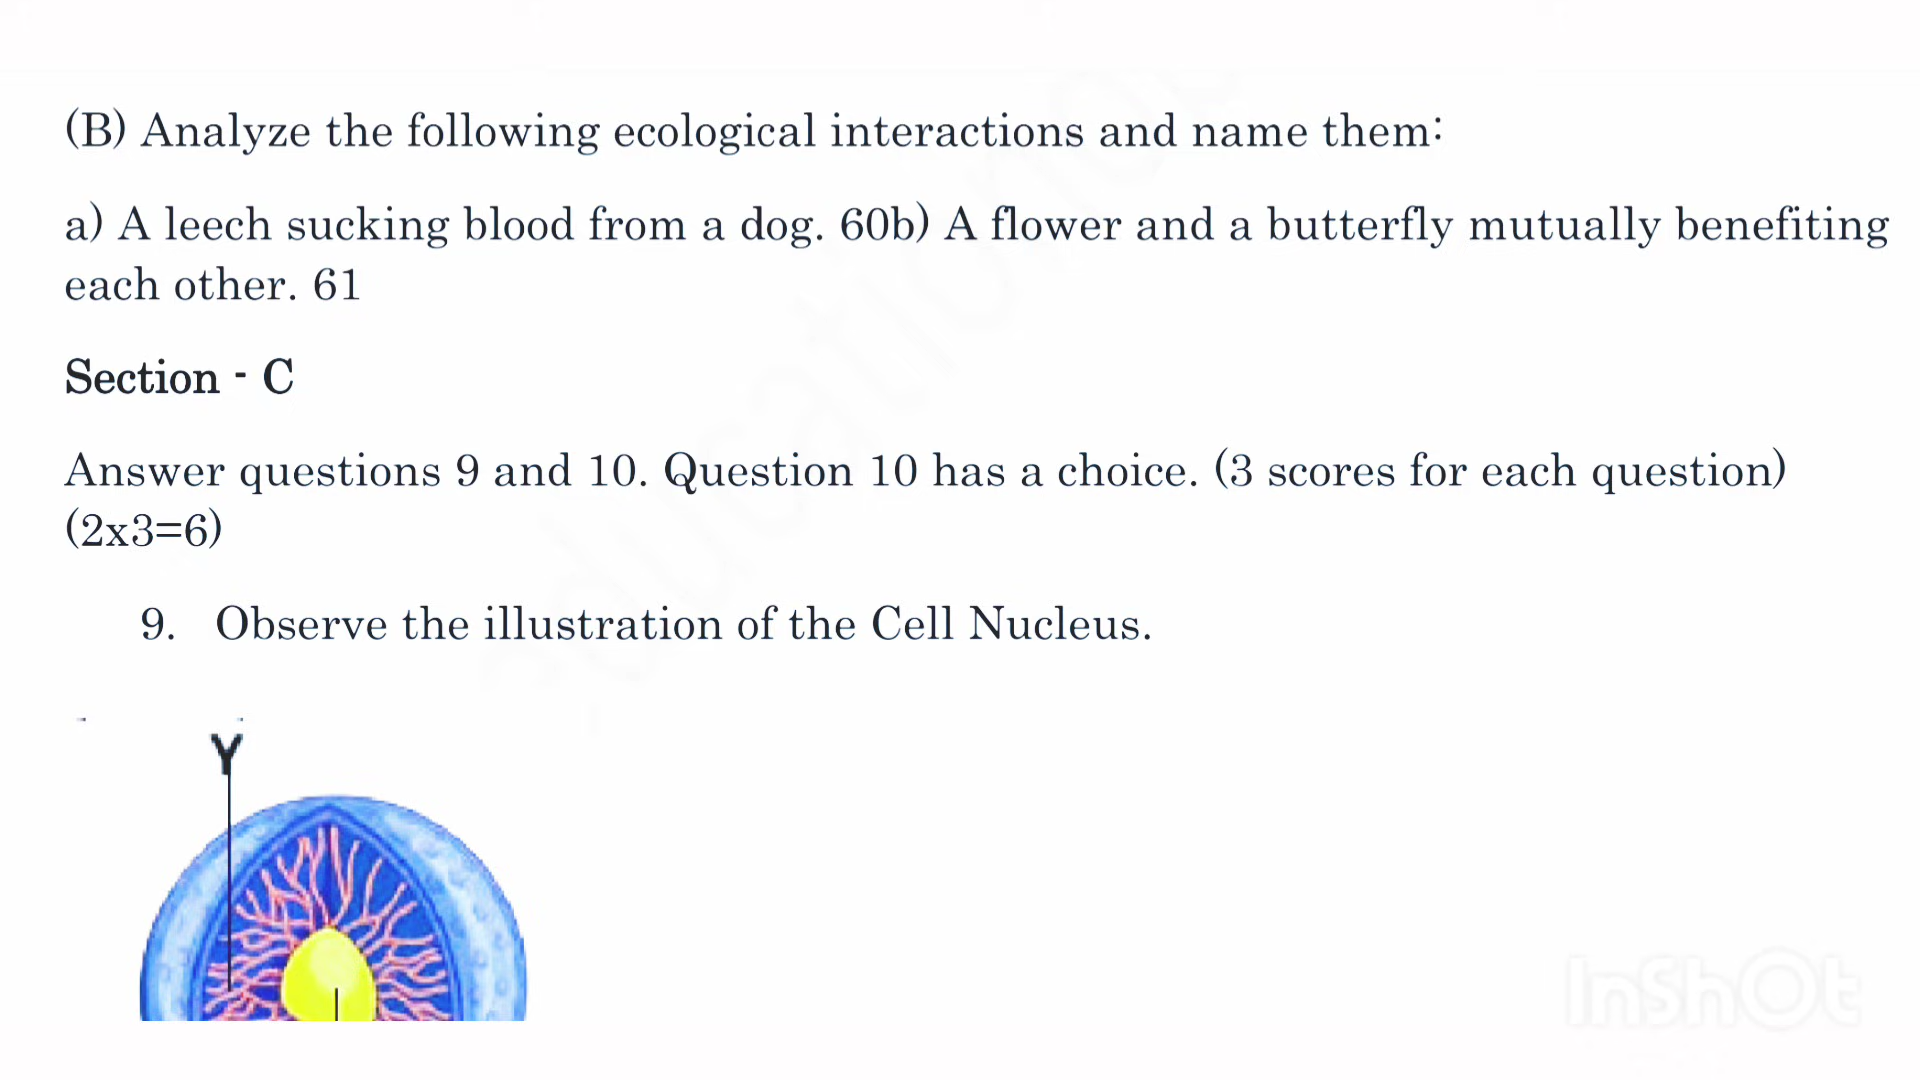 (B) Analyze the following ecological interactions and name them:
a) A leech sucking blood from a dog. 60b) A flower and a butterfly mutually benefiting
each other. 61
Section - C
Answer questions 9 and 10. Question 10 has a choice. (3 scores for each question)
(2x3=6)
9. Observe the illustration of the Cell Nucleus.
Y
InShOt